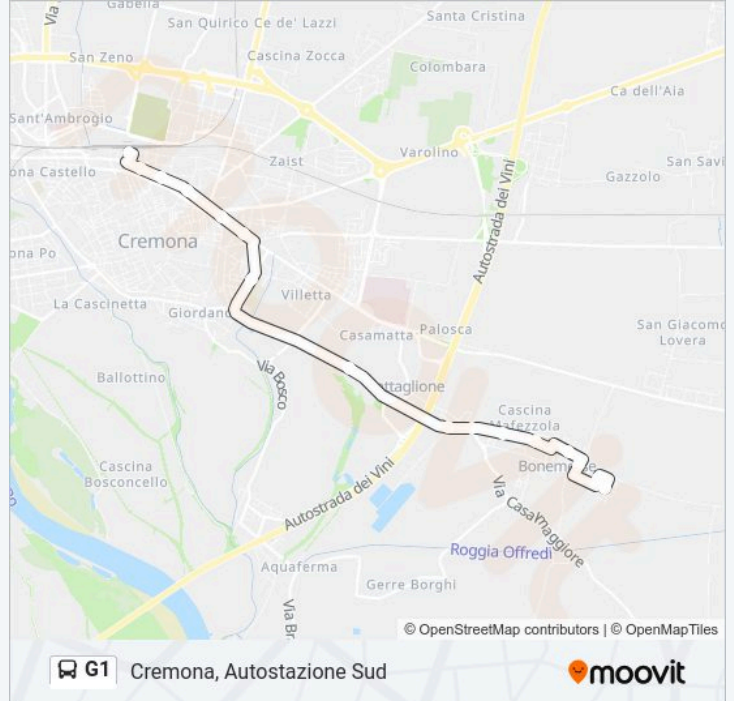 Gabella
Via
San Quirico Ce de' Lazzi
Santa Cristina
San Zeno
Cascina Zocca
Colombara
Ca dell'Aia
Sant'Ambrogio
Varolino
Zaist
San Savi
ona Castello
Gazzolo
Autostrada dei Vini
Cremona
ona Po
Villetta
La Cascinetta
Giordano
San Giacomo
Lovera
Casamatta
Palosca
Via Bosco
Ballottino
attaglione
Cascina
Mafezzola
Cascina
Bosconcello
Boneme
se
Autostrada dei Vini
Via Casalmaggiore
Roggia Offredi
Aquaferma
Gerre Borghi
Via Br
© OpenStreetMap contributors | © OpenMapTiles
G1 Cremona, Autostazione Sud
moovit